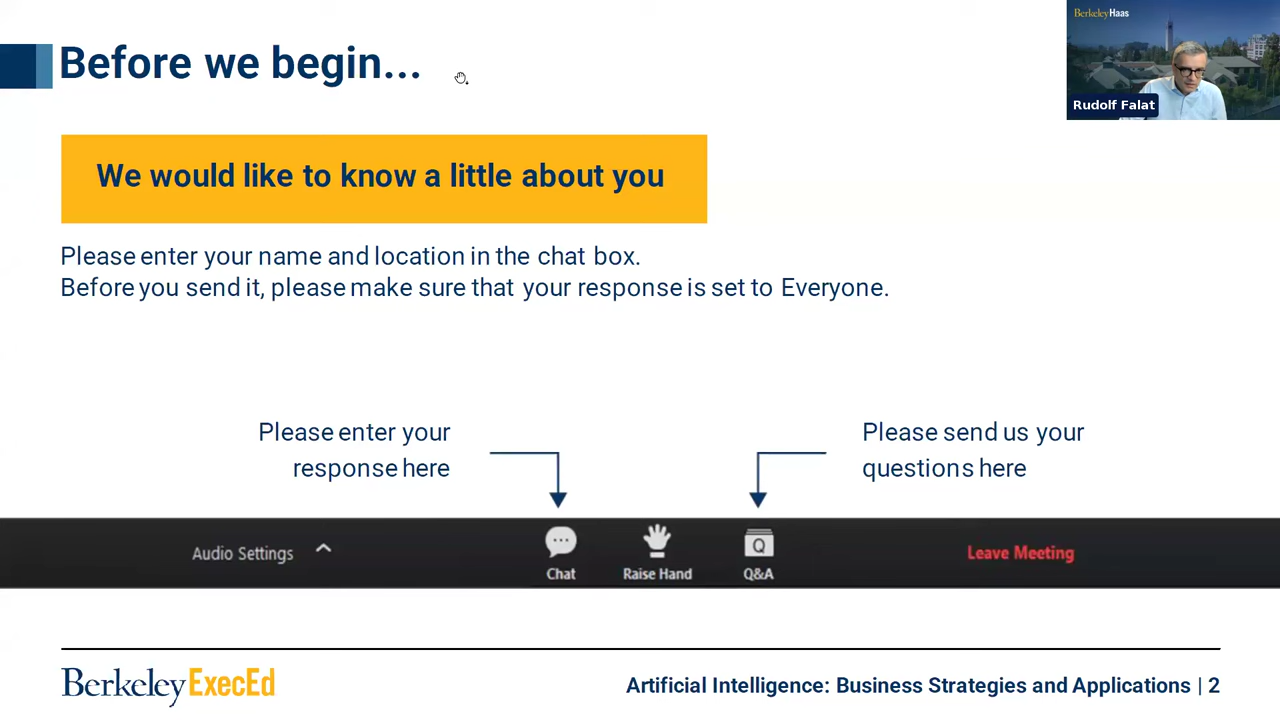 Before we begin...
BerkeleyHaas
Rudolf Falat
We would like to know a little about you
Please enter your name and location in the chat box.
Before you send it, please make sure that your response is set to Everyone.
Please enter your
response here
Please send us your
questions here
Audio Settings
Chat
Raise Hand
Q
Q&A
Leave Meeting
Berkeley ExecEd
Artificial Intelligence: Business Strategies and Applications | 2